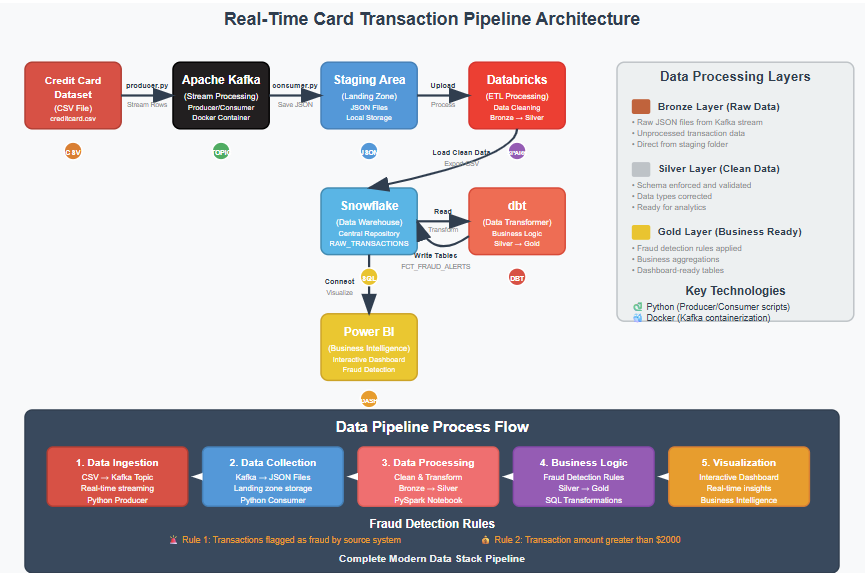 Real-Time Card Transaction Pipeline Architecture
Credit Card
Dataset
(CSV File)
creditcard.csv
CSV
producer.py
Stream Rows
Apache Kafka
(Stream Processing)
Producer/Consumer
Docker Container
TOPIC
consumer.py
Save JSON
Staging Area
(Landing Zone)
JSON Files
Local Storage
JSON
Upload
Process
Databricks
(ETL Processing)
Data Cleaning
Bronze → Silver
Load Clean Data
Export CSV
Snowflake
(Data Warehouse)
Central Repository
RAW_TRANSACTIONS
SQL
Read
Transform
dbt
(Data Transformer)
Business Logic
Silver → Gold
DBT
Write Tables
FCT_FRAUD_ALERTS
Connect
Visualize
Power BI
(Business Intelligence)
Interactive Dashboard
Fraud Detection
DASH
Data Processing Layers
Bronze Layer (Raw Data)
• Raw JSON files from Kafka stream
• Unprocessed transaction data
• Direct from staging folder
Silver Layer (Clean Data)
• Schema enforced and validated
• Data types corrected
• Ready for analytics
Gold Layer (Business Ready)
• Fraud detection rules applied
• Business aggregations
• Dashboard-ready tables
Key Technologies
Python (Producer/Consumer scripts)
Docker (Kafka containerization)
Data Pipeline Process Flow
1. Data Ingestion
CSV → Kafka Topic
Real-time streaming
Python Producer
2. Data Collection
Kafka → JSON Files
Landing zone storage
Python Consumer
3. Data Processing
Clean & Transform
Bronze → Silver
PySpark Notebook
4. Business Logic
Fraud Detection Rules
Silver → Gold
SQL Transformations
5. Visualization
Interactive Dashboard
Real-time insights
Business Intelligence
Fraud Detection Rules
Rule 1: Transactions flagged as fraud by source system
Rule 2: Transaction amount greater than $2000
Complete Modern Data Stack Pipeline